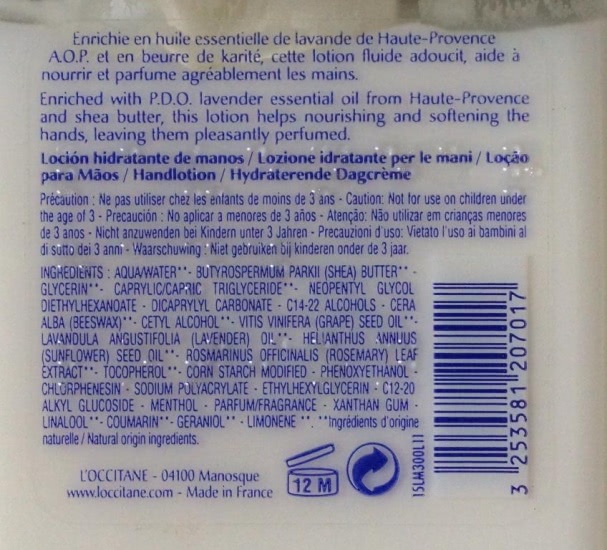 Enrichie en huile essentielle de lavande de Haute-Provence
A.O.P. et en beurre de karité, cette lotion fluide adoucit, aide à
nourrir et parfume agréablement les mains.
Enriched with P.D.O. lavender essential oil from Haute-Provence
and shea butter, this lotion helps nourishing and softening the
hands, leaving them pleasantly perfumed.
Loción hidratante de manos / Lozione idratante per le mani / Loção
para Mãos / Handlotion / Hydraterende Dagcrème
Précaution : Ne pas utiliser chez les enfants de moins de 3 ans - Caution: Not for use on children under
the age of 3 - Precaución : No aplicar a menores de 3 años - Atenção: Não utilizar em crianças menores
de 3 anos - Nicht anzuwenden bei Kindern unter 3 Jahren - Precauzioni d'uso: Vietato l'uso ai bambini al
di sotto dei 3 anni - Waarschuwing : Niet gebruiken bij kinderen onder de 3 jaar.
INGREDIENTS : AQUA/WATER**- BUTYROSPERMUM PARKII (SHEA) BUTTER** -
GLYCERIN**- CAPRYLIC/CAPRIC TRIGLYCERIDE**- NEOPENTYL GLYCOL
DIETHYLHEXANOATE - DICAPRYLYL CARBONATE - C14-22 ALCOHOLS - CERA
ALBA (BEESWAX)**- CETYL ALCOHOL**- VITIS VINIFERA (GRAPE) SEED OIL**-
LAVANDULA ANGUSTIFOLIA (LAVENDER) OIL**- HELIANTHUS ANNUUS
(SUNFLOWER) SEED OIL**- ROSMARINUS OFFICINALIS (ROSEMARY) LEAF
EXTRACT**- TOCOPHEROL**- CORN STARCH MODIFIED - PHENOXYETHANOL -
CHLORPHENESIN - SODIUM POLYACRYLATE - ETHYLHEXYLGLYCERIN - C12-20
ALKYL GLUCOSIDE - MENTHOL - PARFUM/FRAGRANCE - XANTHAN GUM -
LINALOOL**- COUMARIN**- GERANIOL** - LIMONENE **. **Ingrédients d'origine
naturelle / Natural origin ingredients.
L'OCCITANE - 04100 Manosque
www.loccitane.com - Made in France
12 M
15LM300L11
3 253581 207017